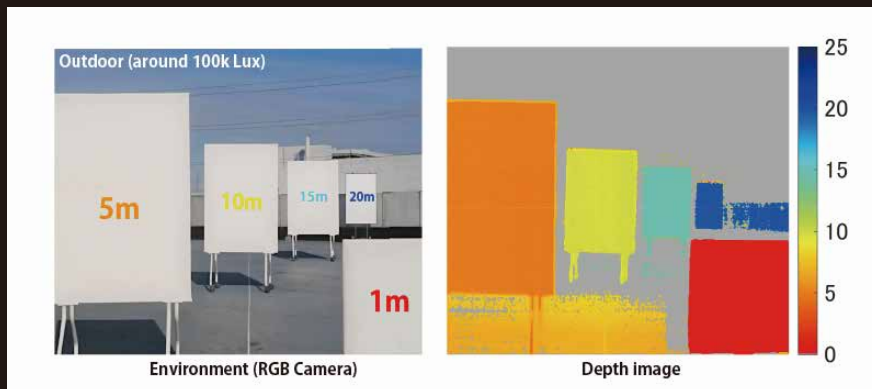 Outdoor (around 100k Lux)
5m
10m
15m
20m
1m
25
20
15
10
5
0
Environment (RGB Camera)
Depth image